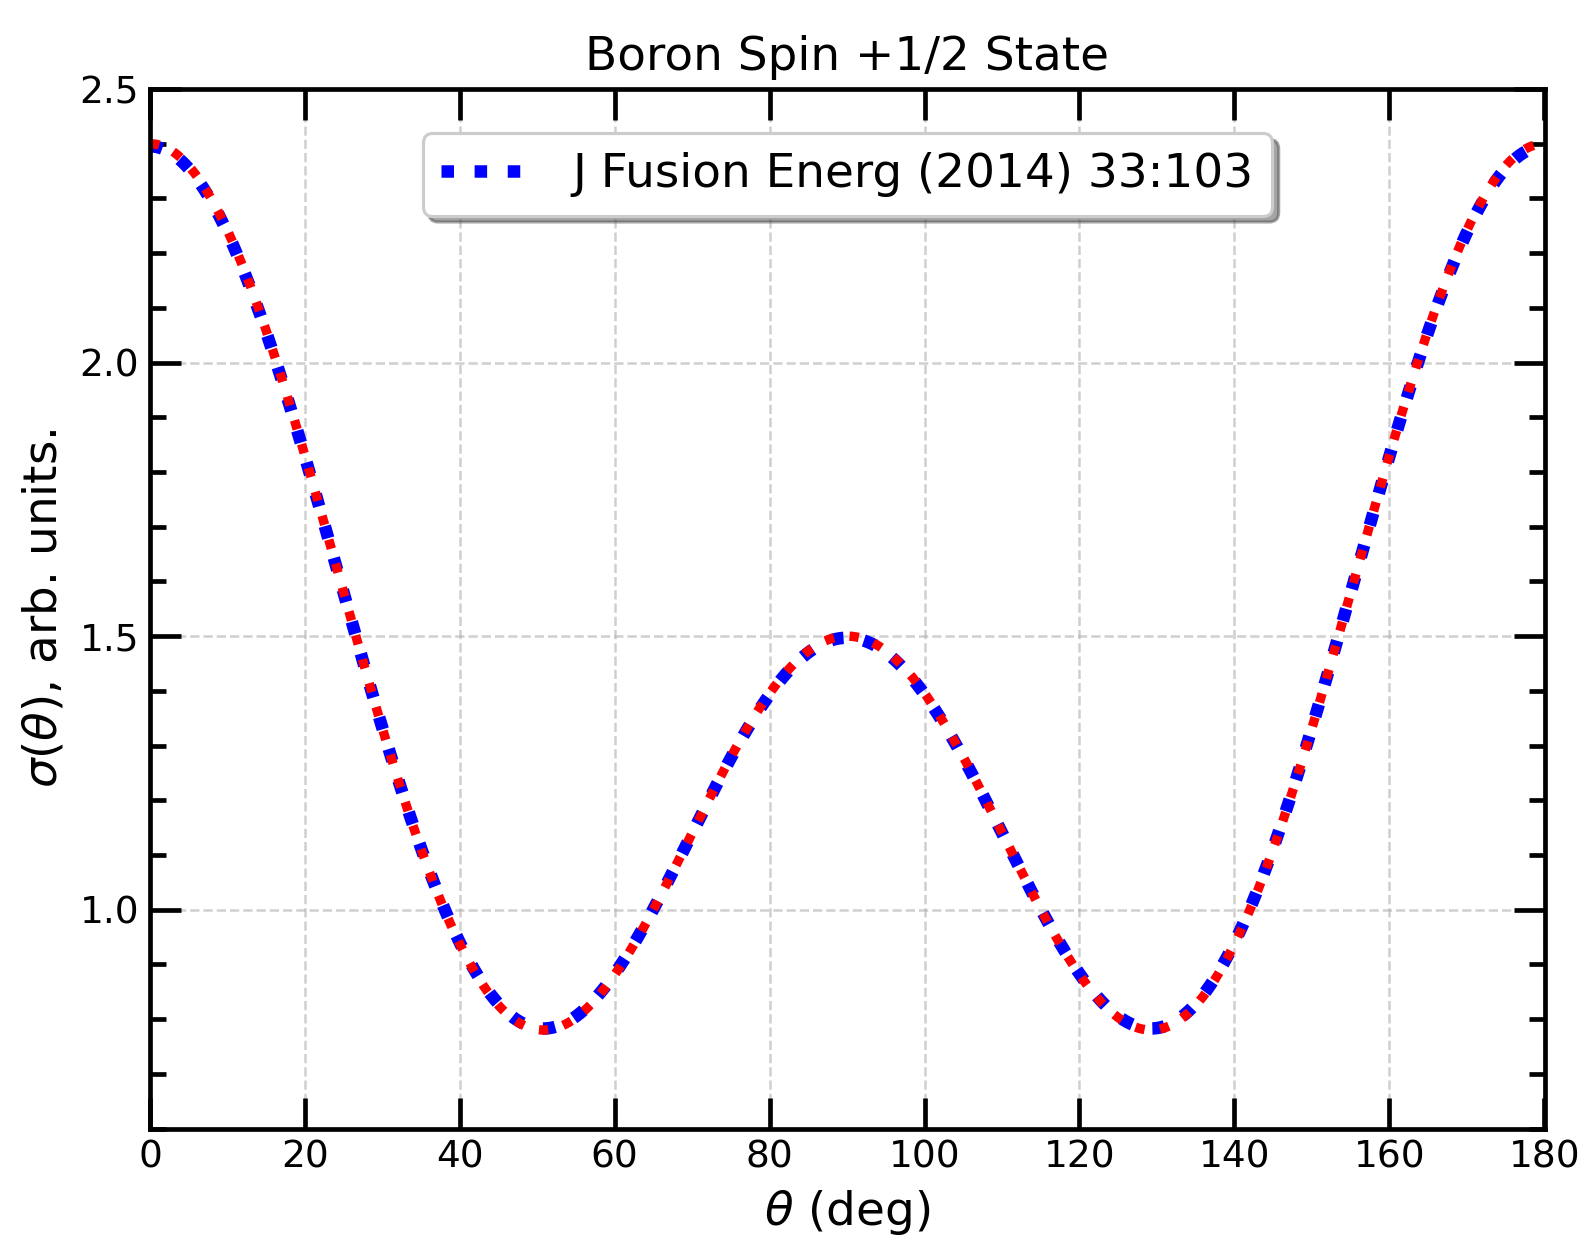 Boron Spin +1/2 State
2.5
J Fusion Energ (2014) 33:103
2.0
1.5
1.0
σ(θ), arb. units.
0 20 40 60 80 100 120 140 160 180
θ (deg)